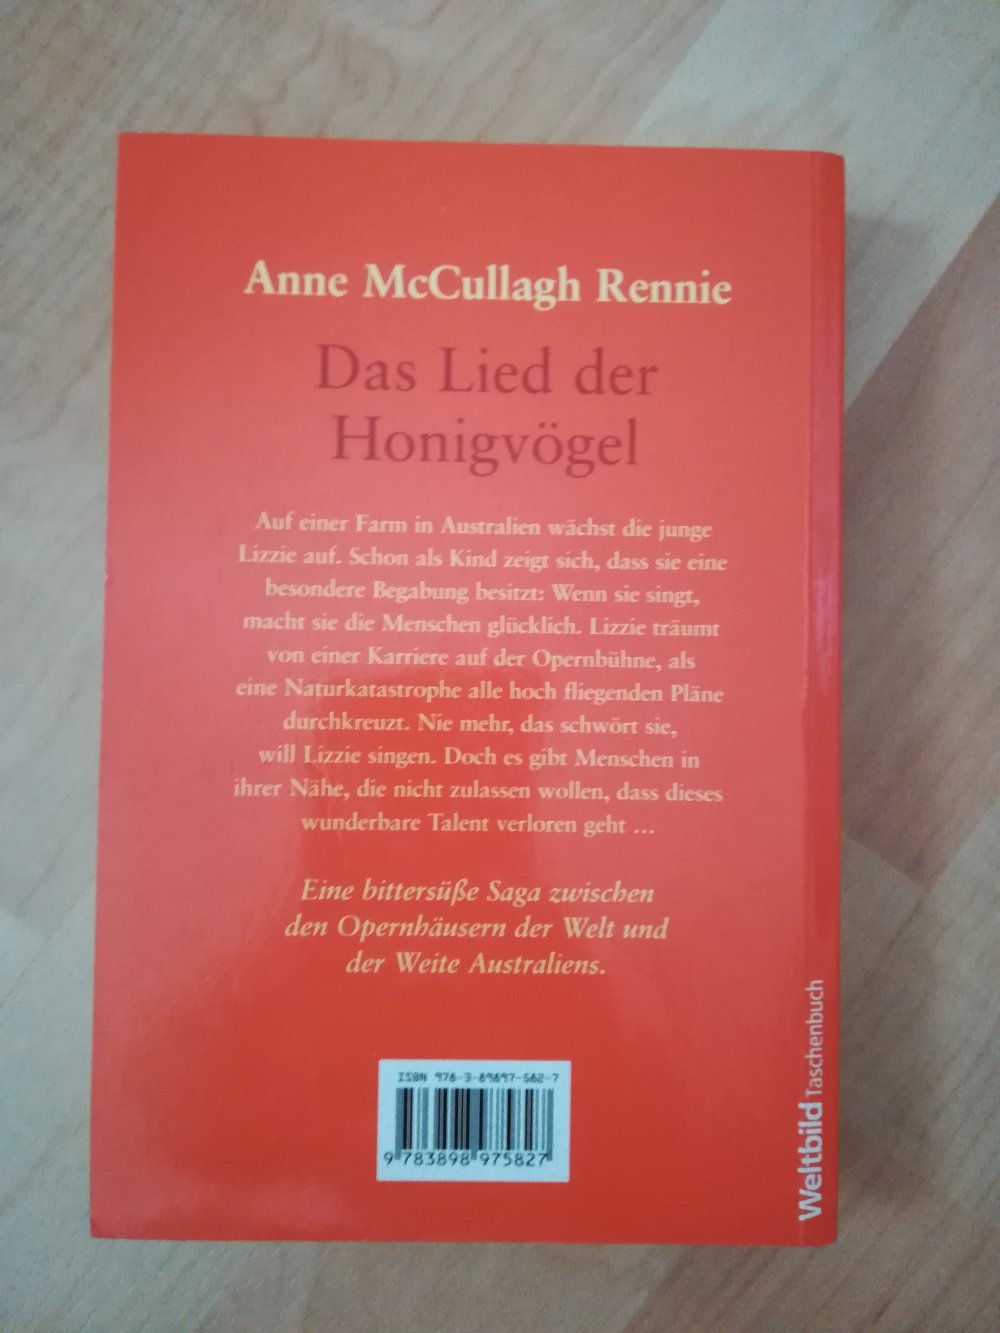 Anne McCullagh Rennie
Das Lied der
Honigvögel
Auf einer Farm in Australien wächst die junge
Lizzie auf. Schon als Kind zeigt sich, dass sie eine
besondere Begabung besitzt: Wenn sie singt,
macht sie die Menschen glücklich. Lizzie träumt
von einer Karriere auf der Opernbühne, als
eine Naturkatastrophe alle hoch fliegenden Pläne
durchkreuzt. Nie mehr, das schwört sie,
will Lizzie singen. Doch es gibt Menschen in
ihrer Nähe, die nicht zulassen wollen, dass dieses
wunderbare Talent verloren geht ...
Eine bittersüße Saga zwischen
den Opernhäusern der Welt und
der Weite Australiens.
ISBN 978-3-89897-582-7
9 783898 975827
Weltbild Taschenbuch